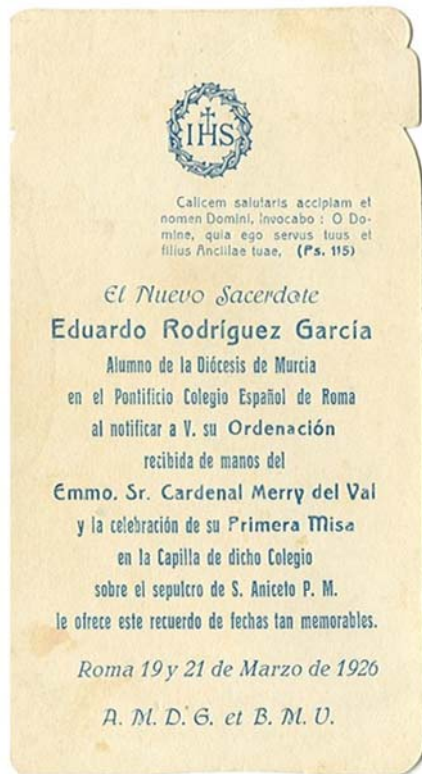 IHS
Calicem salutaris accipiam et
nomen Domini, Invocabo : O Do-
mine, quia ego servus tuus et
filius Ancillae tuae, (Ps. 115)
El Nuevo Sacerdote
Eduardo Rodríguez García
Alumno de la Diócesis de Murcia
en el Pontificio Colegio Español de Roma
al notificar a V. su Ordenación
recibida de manos del
Emmo. Sr. Cardenal Merry del Val
y la celebración de su Primera Misa
en la Capilla de dicho Colegio
sobre el sepulcro de S. Aniceto P. M.
le ofrece este recuerdo de fechas tan memorables.
Roma 19 y 21 de Marzo de 1926
A. M. D. G. et B. M. V.